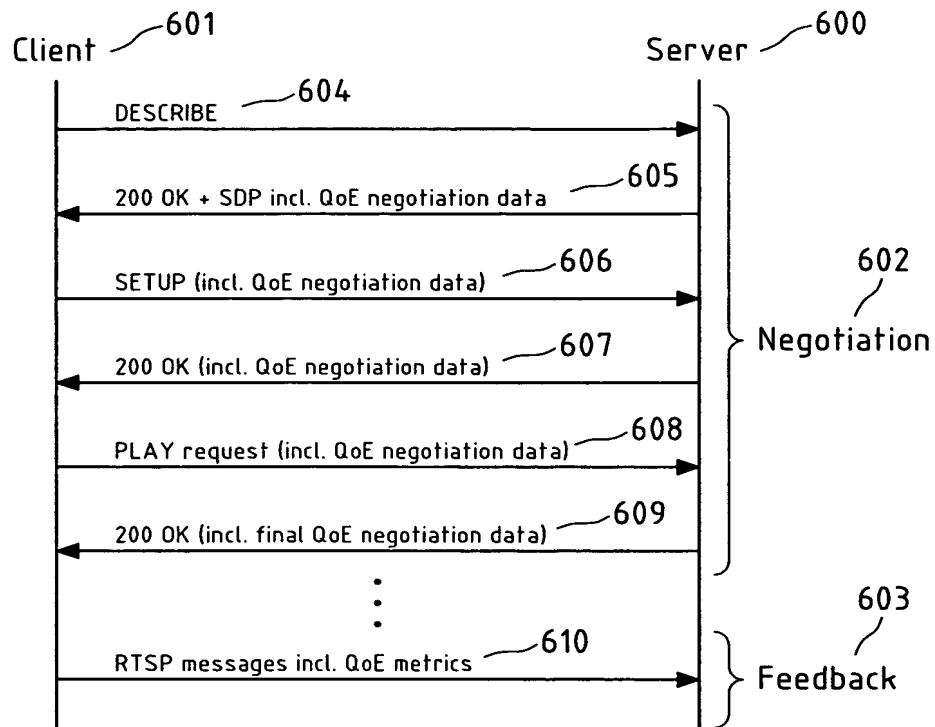 601
Client
600
Server
604
DESCRIBE
605
200 OK + SDP incl. QoE negotiation data
606
SETUP (incl. QoE negotiation data)
602
Negotiation
607
200 OK (incl. QoE negotiation data)
608
PLAY request (incl. QoE negotiation data)
609
200 OK (incl. final QoE negotiation data)
603
Feedback
610
RTSP messages incl. QoE metrics